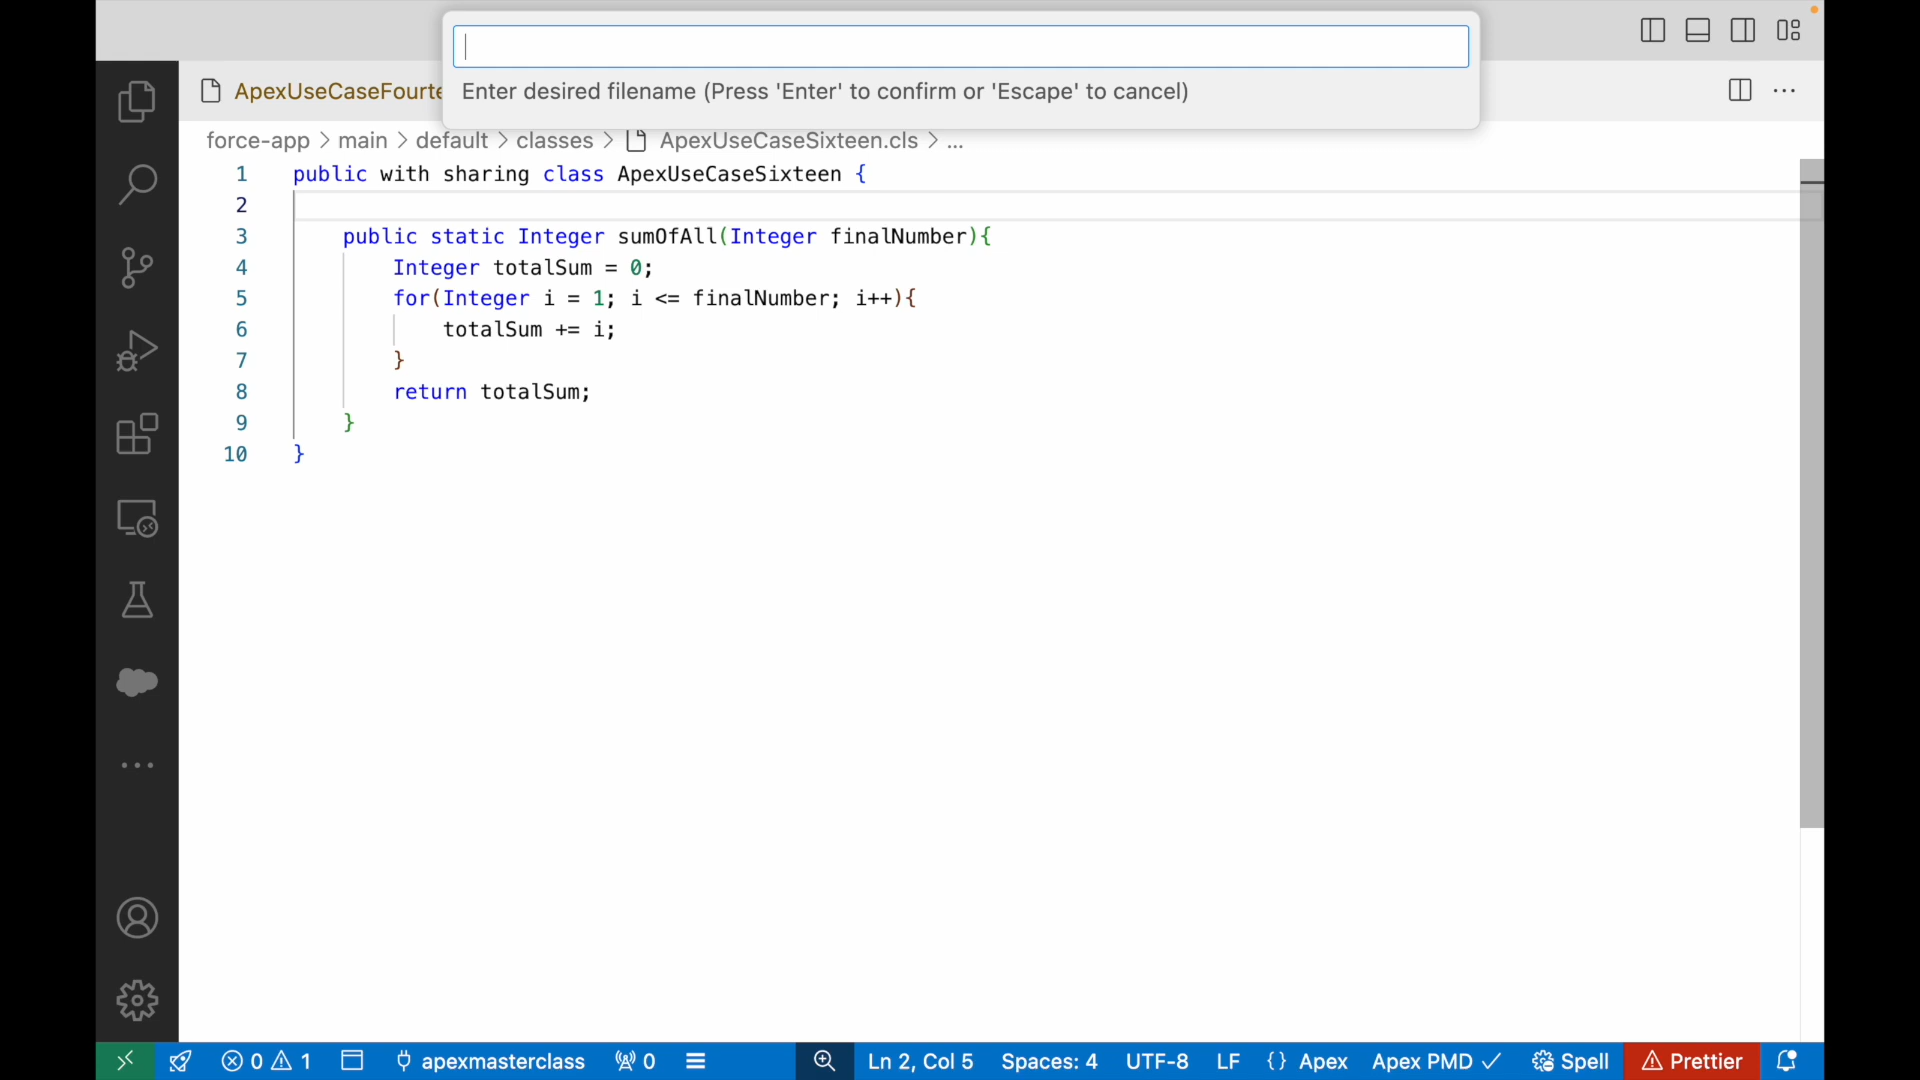 Enter desired filename (Press 'Enter' to confirm or 'Escape' to cancel)
ApexUseCaseFourte
force-app > main > default > classes > ApexUseCaseSixteen.cls > ...
1 public with sharing class ApexUseCaseSixteen {
2
3 public static Integer sumOfAll(Integer finalNumber){
4 Integer totalSum = 0;
5 for(Integer i = 1; i <= finalNumber; i++){
6 totalSum += i;
7 }
8 return totalSum;
9 }
10 }
0 1 apexmasterclass 0 Ln 2, Col 5 Spaces: 4 UTF-8 LF {} Apex Apex PMD ✓ Spell Prettier